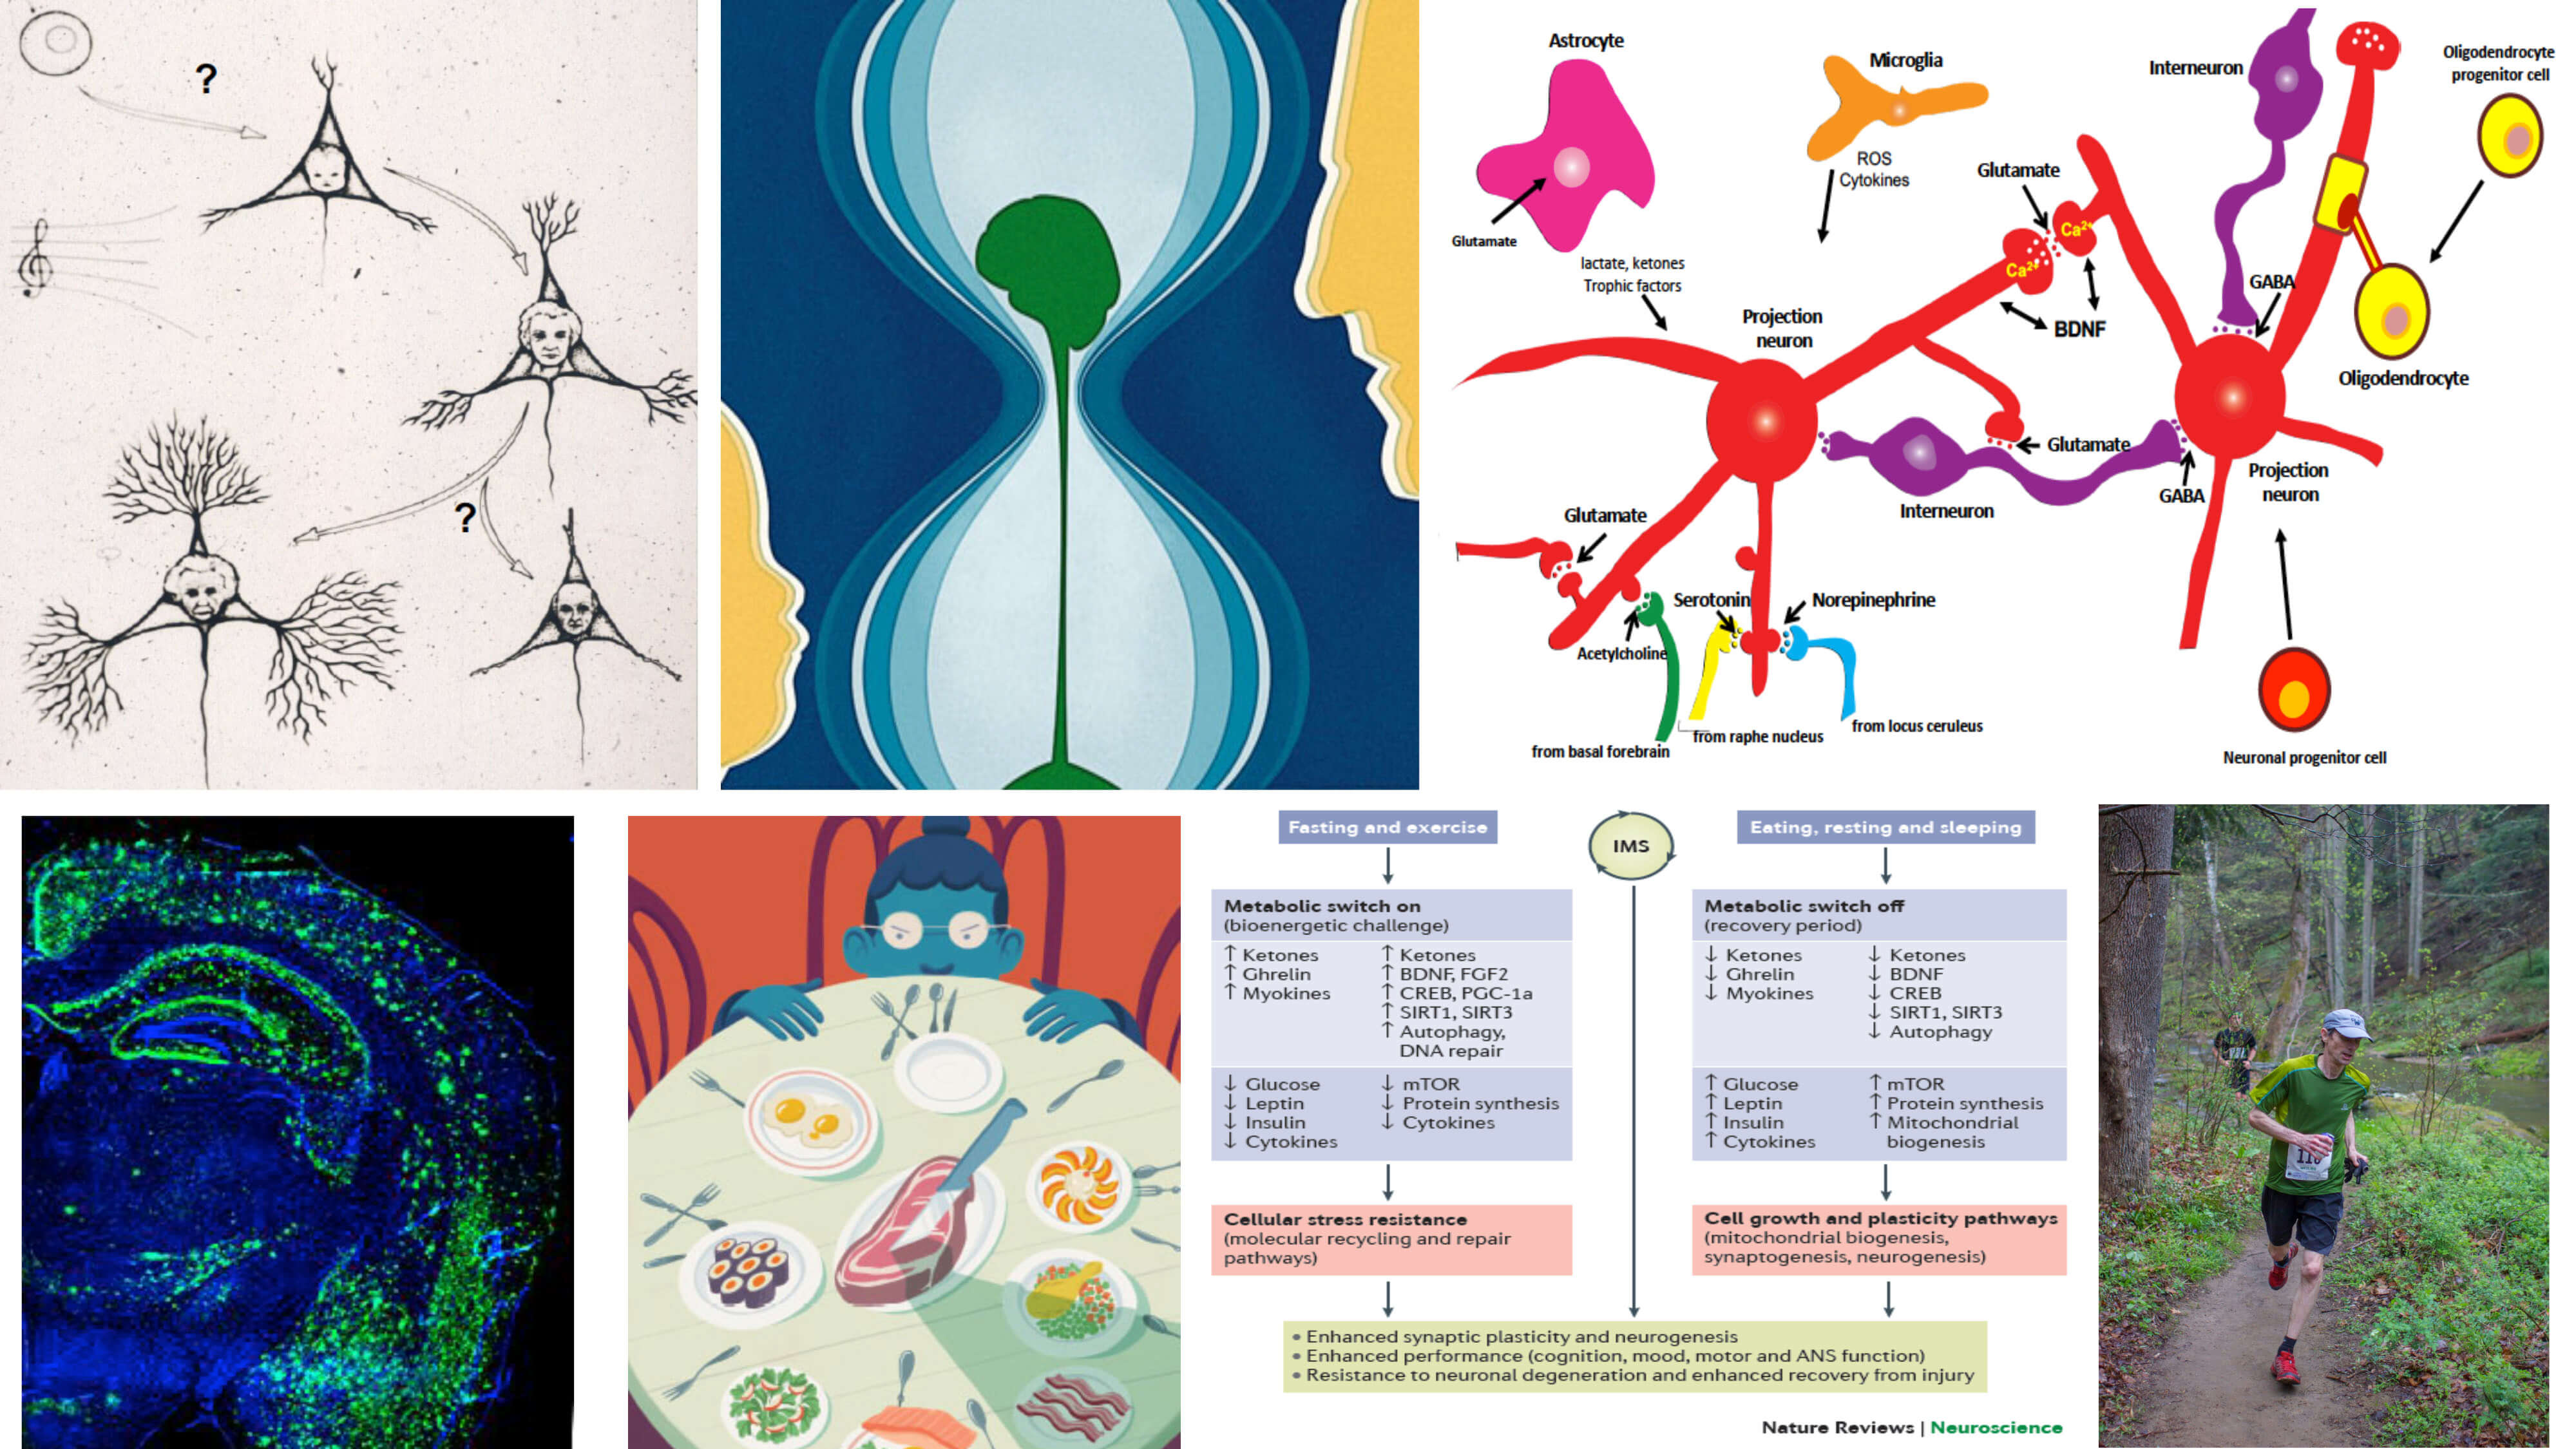 ?
?
Astrocyte
Glutamate
lactate, ketones
Trophic factors
Microglia
ROS
Cytokines
Interneuron
Oligodendrocyte
progenitor cell
Glutamate
Ca2+
Ca2+
BDNF
GABA
Oligodendrocyte
Projection
neuron
Glutamate
GABA
Interneuron
Projection
neuron
Glutamate
Acetylcholine
Serotonin
Norepinephrine
from basal forebrain
from raphe nucleus
from locus ceruleus
Neuronal progenitor cell
Fasting and exercise
IMS
Eating, resting and sleeping
Metabolic switch on
(bioenergetic challenge)
↑ Ketones
↑ Ghrelin
↑ Myokines
↑ Ketones
↑ BDNF, FGF2
↑ CREB, PGC-1a
↑ SIRT1, SIRT3
↑ Autophagy,
DNA repair
↓ Glucose
↓ Leptin
↓ Insulin
↓ Cytokines
↓ mTOR
↓ Protein synthesis
↓ Cytokines
Cellular stress resistance
(molecular recycling and repair
pathways)
Metabolic switch off
(recovery period)
↓ Ketones
↓ Ghrelin
↓ Myokines
↓ Ketones
↓ BDNF
↓ CREB
↓ SIRT1, SIRT3
↓ Autophagy
↑ Glucose
↑ Leptin
↑ Insulin
↑ Cytokines
↑ mTOR
↑ Protein synthesis
↑ Mitochondrial
biogenesis
Cell growth and plasticity pathways
(mitochondrial biogenesis,
synaptogenesis, neurogenesis)
• Enhanced synaptic plasticity and neurogenesis
• Enhanced performance (cognition, mood, motor and ANS function)
• Resistance to neuronal degeneration and enhanced recovery from injury
Nature Reviews | Neuroscience